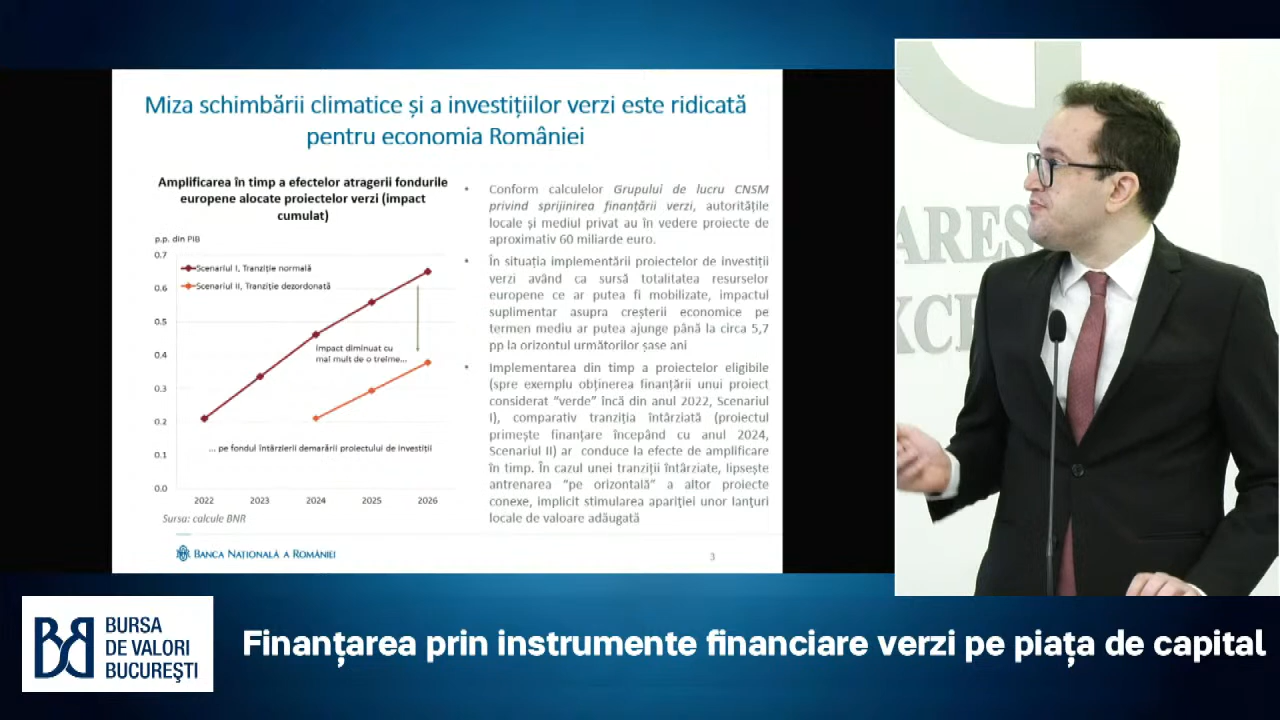 Miza schimbării climatice și a investițiilor verzi este ridicată
pentru economia României
Amplificarea în timp a efectelor atragerii fondurile
europene alocate proiectelor verzi (impact
cumulat)
p.p. din PIB
0.7
0.6
0.5
0.4
0.3
0.2
0.1
0.0
Scenariul I, Tranziție normală
Scenariul II, Tranziție dezordonată
Impact diminuat cu
mai mult de o treime...
... pe fondul întârzierii demarării proiectului de investiții
2022 2023 2024 2025 2026
Sursa: calcule BNR
• Conform calculelor Grupului de lucru CNSM
privind sprijinirea finanțării verzi, autoritățile
locale și mediul privat au în vedere proiecte de
aproximativ 60 miliarde euro.
• În situația implementării proiectelor de investiții
verzi având ca sursă totalitatea resurselor
europene ce ar putea fi mobilizate, impactul
suplimentar asupra creșterii economice pe
termen mediu ar putea ajunge până la circa 5,7
pp la orizontul următorilor șase ani
• Implementarea din timp a proiectelor eligibile
(spre exemplu obținerea finanțării unui proiect
considerat "verde" încă din anul 2022, Scenariul
I), comparativ tranziția întârziată (proiectul
primește finanțare începând cu anul 2024,
Scenariul II) ar conduce la efecte de amplificare
în timp. În cazul unei tranziții întârziate, lipsește
antrenarea "pe orizontală" a altor proiecte
conexe, implicit stimularea apariției unor lanțuri
locale de valoare adăugată
BANCA NAȚIONALĂ A ROMÂNIEI
3
ARES
XCH
BURSA
DE VALORI
BUCUREȘTI
Finanțarea prin instrumente financiare verzi pe piața de capital